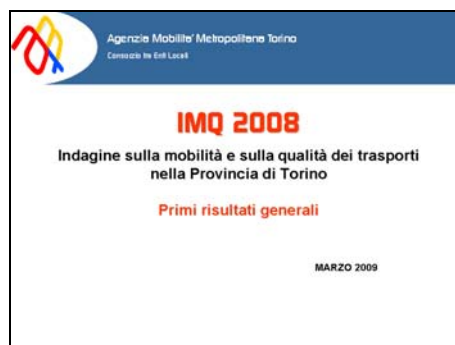 Agenzia Mobilita' Metropolitana Torino
Consorzio tra Enti Locali
IMQ 2008
Indagine sulla mobilità e sulla qualità dei trasporti
nella Provincia di Torino
Primi risultati generali
MARZO 2009